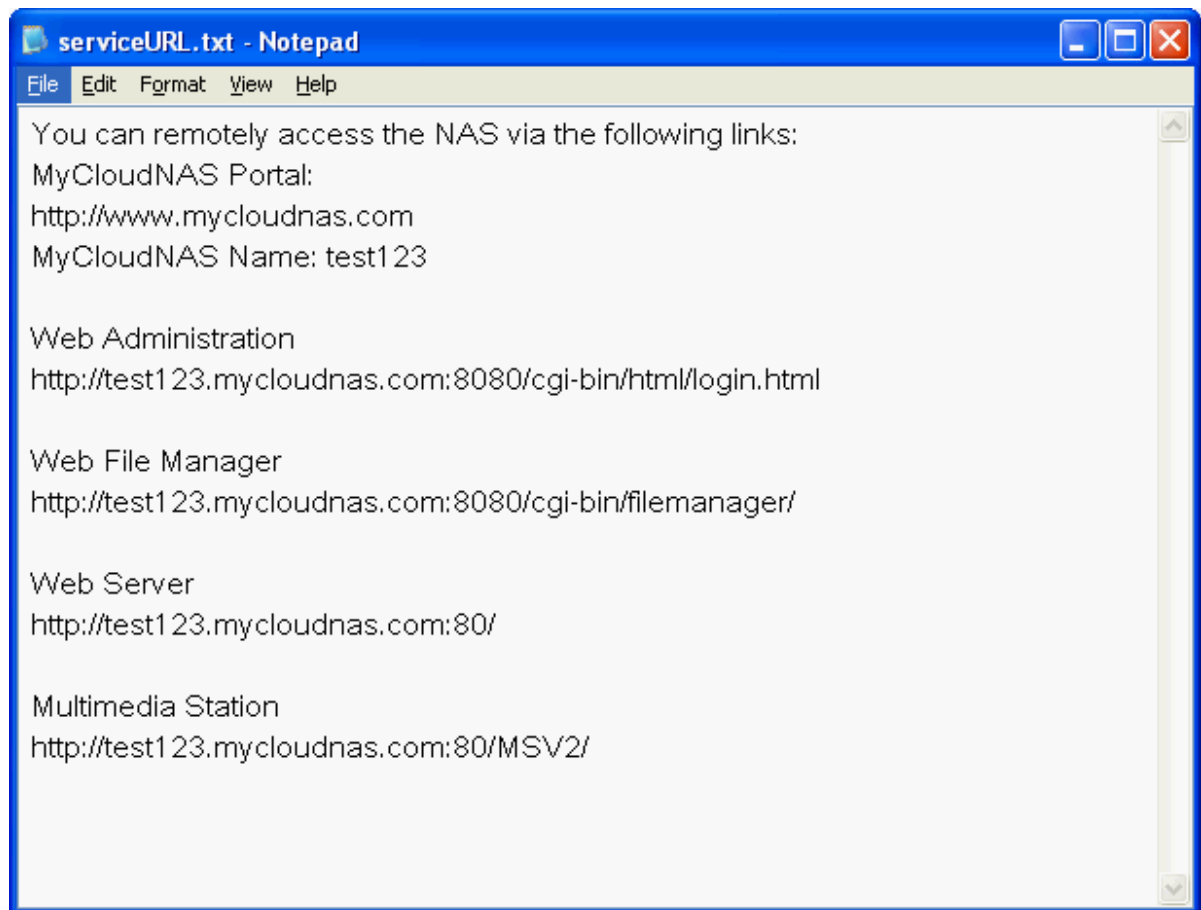 serviceURL.txt - Notepad
File Edit Format View Help
You can remotely access the NAS via the following links:
MyCloudNAS Portal:
http://www.mycloudnas.com
MyCloudNAS Name: test123
Web Administration
http://test123.mycloudnas.com:8080/cgi-bin/html/login.html
Web File Manager
http://test123.mycloudnas.com:8080/cgi-bin/filemanager/
Web Server
http://test123.mycloudnas.com:80/
Multimedia Station
http://test123.mycloudnas.com:80/MSV2/